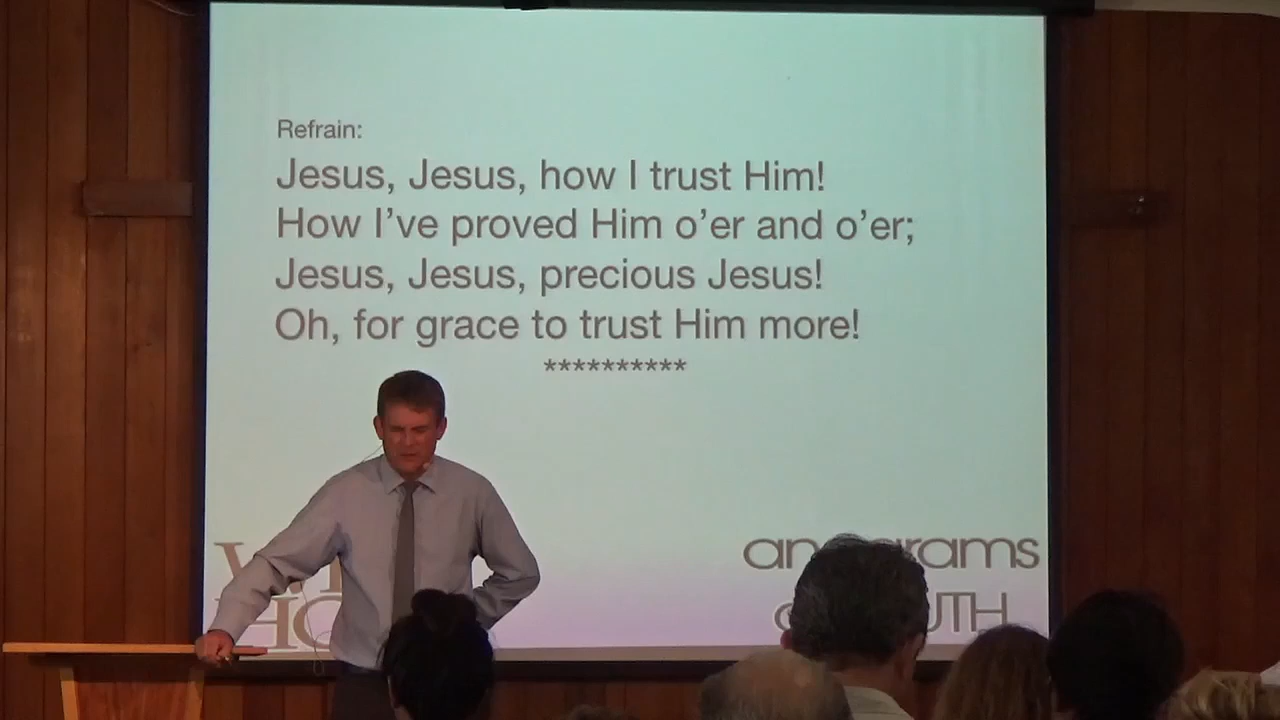 Refrain:
Jesus, Jesus, how I trust Him!
How I’ve proved Him o’er and o’er;
Jesus, Jesus, precious Jesus!
Oh, for grace to trust Him more!
**********